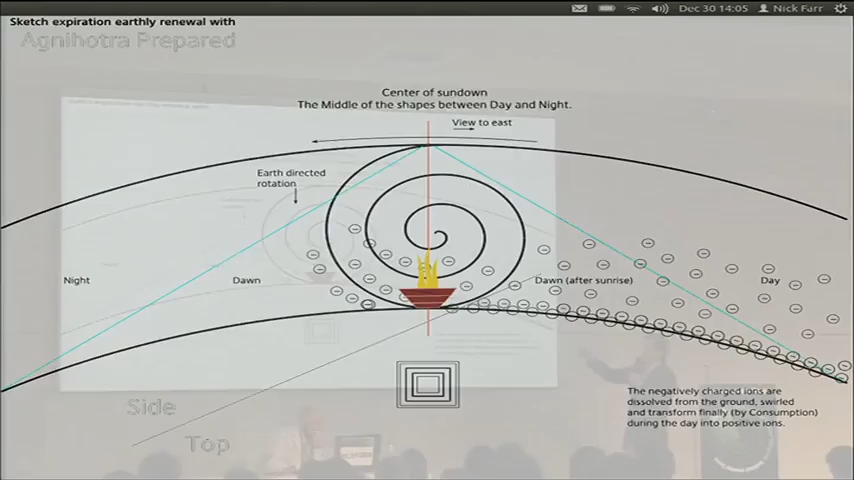 Dec 30 14:05 Nick Farr
Sketch expiration earthly renewal with
Agnihotra Prepared
Center of sundown
The Middle of the shapes between Day and Night.
View to east
Earth directed
rotation
Night
Dawn
Dawn (after sunrise)
Day
The negatively charged ions are
dissolved from the ground, swirled
and transform finally (by Consumption)
during the day into positive ions.
Side
Top